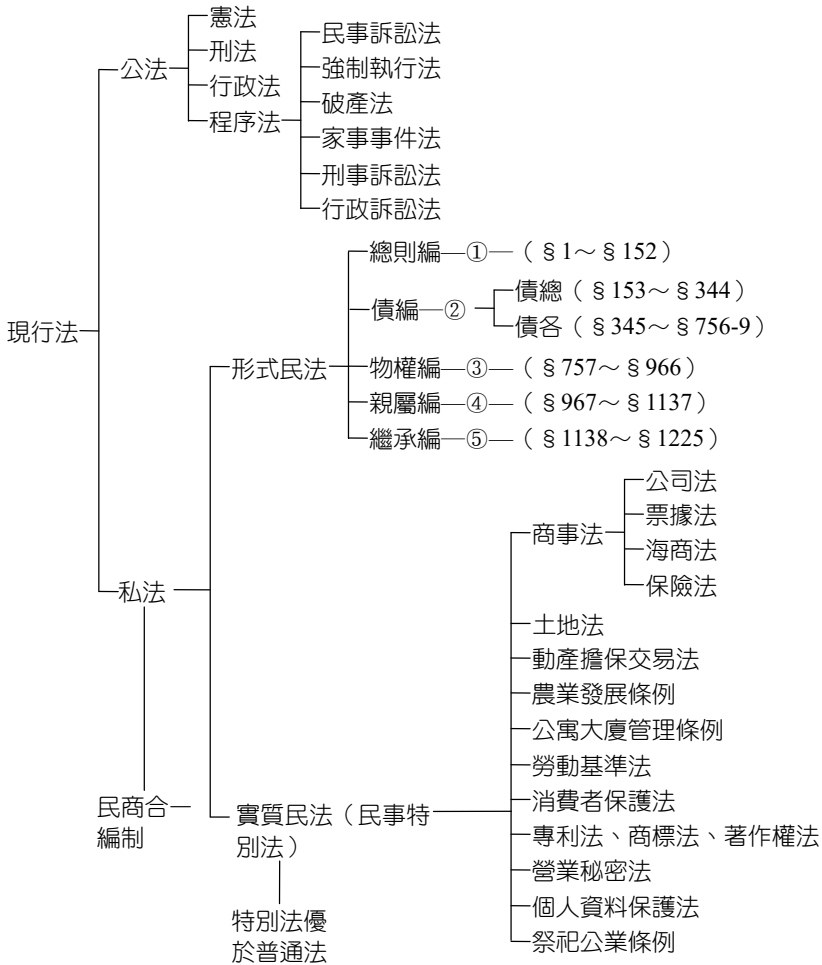 現行法
公法
憲法
刑法
行政法
程序法
民事訴訟法
強制執行法
破產法
家事事件法
刑事訴訟法
行政訴訟法
私法
民商合
編制
形式民法
總則編—①—（§1～§152）
債編—②
債總（§153～§344）
債各（§345～§756-9）
物權編—③—（§757～§966）
親屬編—④—（§967～§1137）
繼承編—⑤—（§1138～§1225）
實質民法（民事特
別法）
特別法優
於普通法
商事法
公司法
票據法
海商法
保險法
土地法
動產擔保交易法
農業發展條例
公寓大廈管理條例
勞動基準法
消費者保護法
專利法、商標法、著作權法
營業秘密法
個人資料保護法
祭祀公業條例